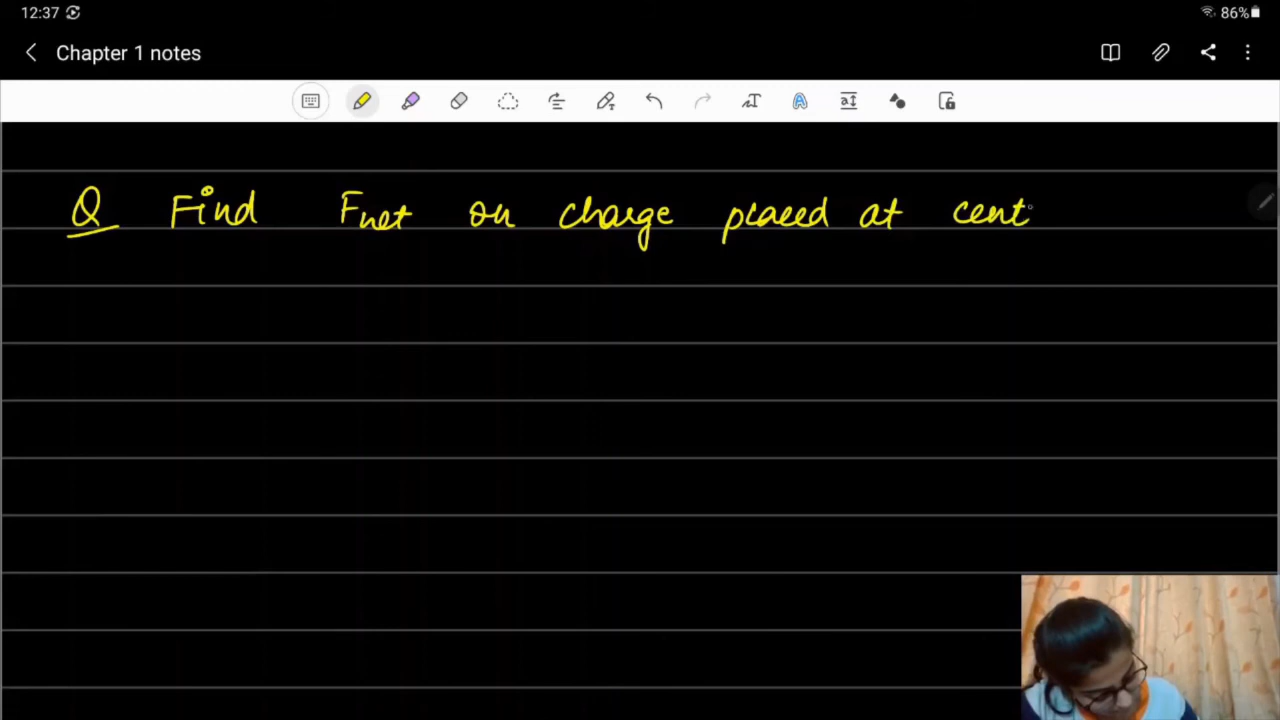 12:37 86%
Chapter 1 notes
Q Find Fnet on charge placed at cent